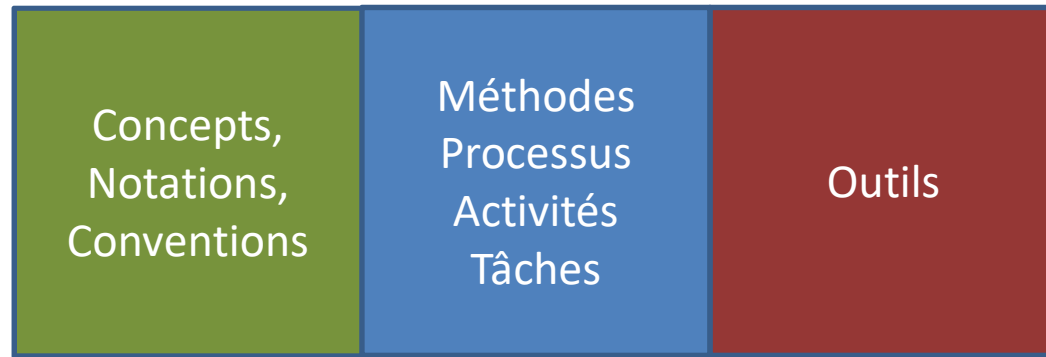 Concepts,
Notations,
Conventions
Méthodes
Processus
Activités
Tâches
Outils